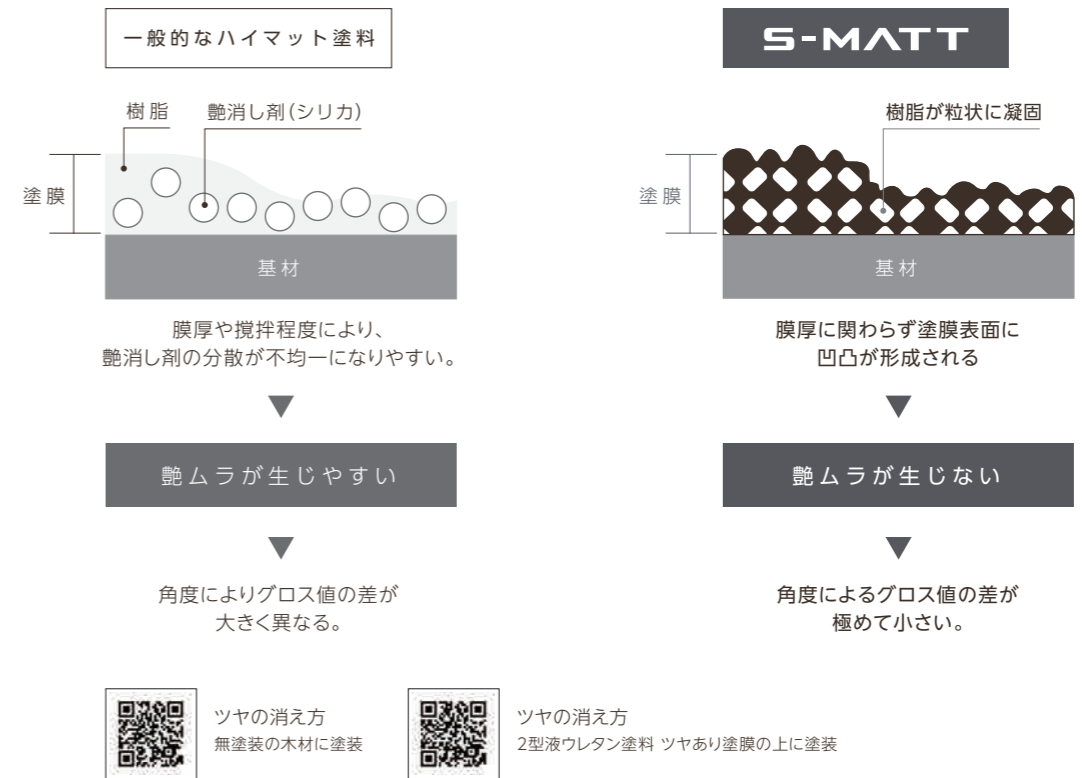 一般的なハイマット塗料
樹脂
艶消し剤(シリカ)
塗膜
基材
膜厚や撹拌程度により、
艶消し剤の分散が不均一になりやすい。
艶ムラが生じやすい
角度によりグロス値の差が
大きく異なる。
S-MATT
樹脂が粒状に凝固
塗膜
基材
膜厚に関わらず塗膜表面に
凹凸が形成される
艶ムラが生じない
角度によるグロス値の差が
極めて小さい。
ツヤの消え方
無塗装の木材に塗装
ツヤの消え方
2型液ウレタン塗料 ツヤあり塗膜の上に塗装